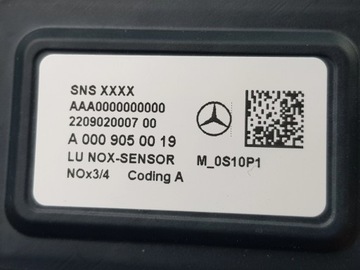 SNS XXXX
AAA0000000000
2209020007 00
A 000 905 00 19
LU NOX-SENSOR M_0S10P1
NOx3/4 Coding A